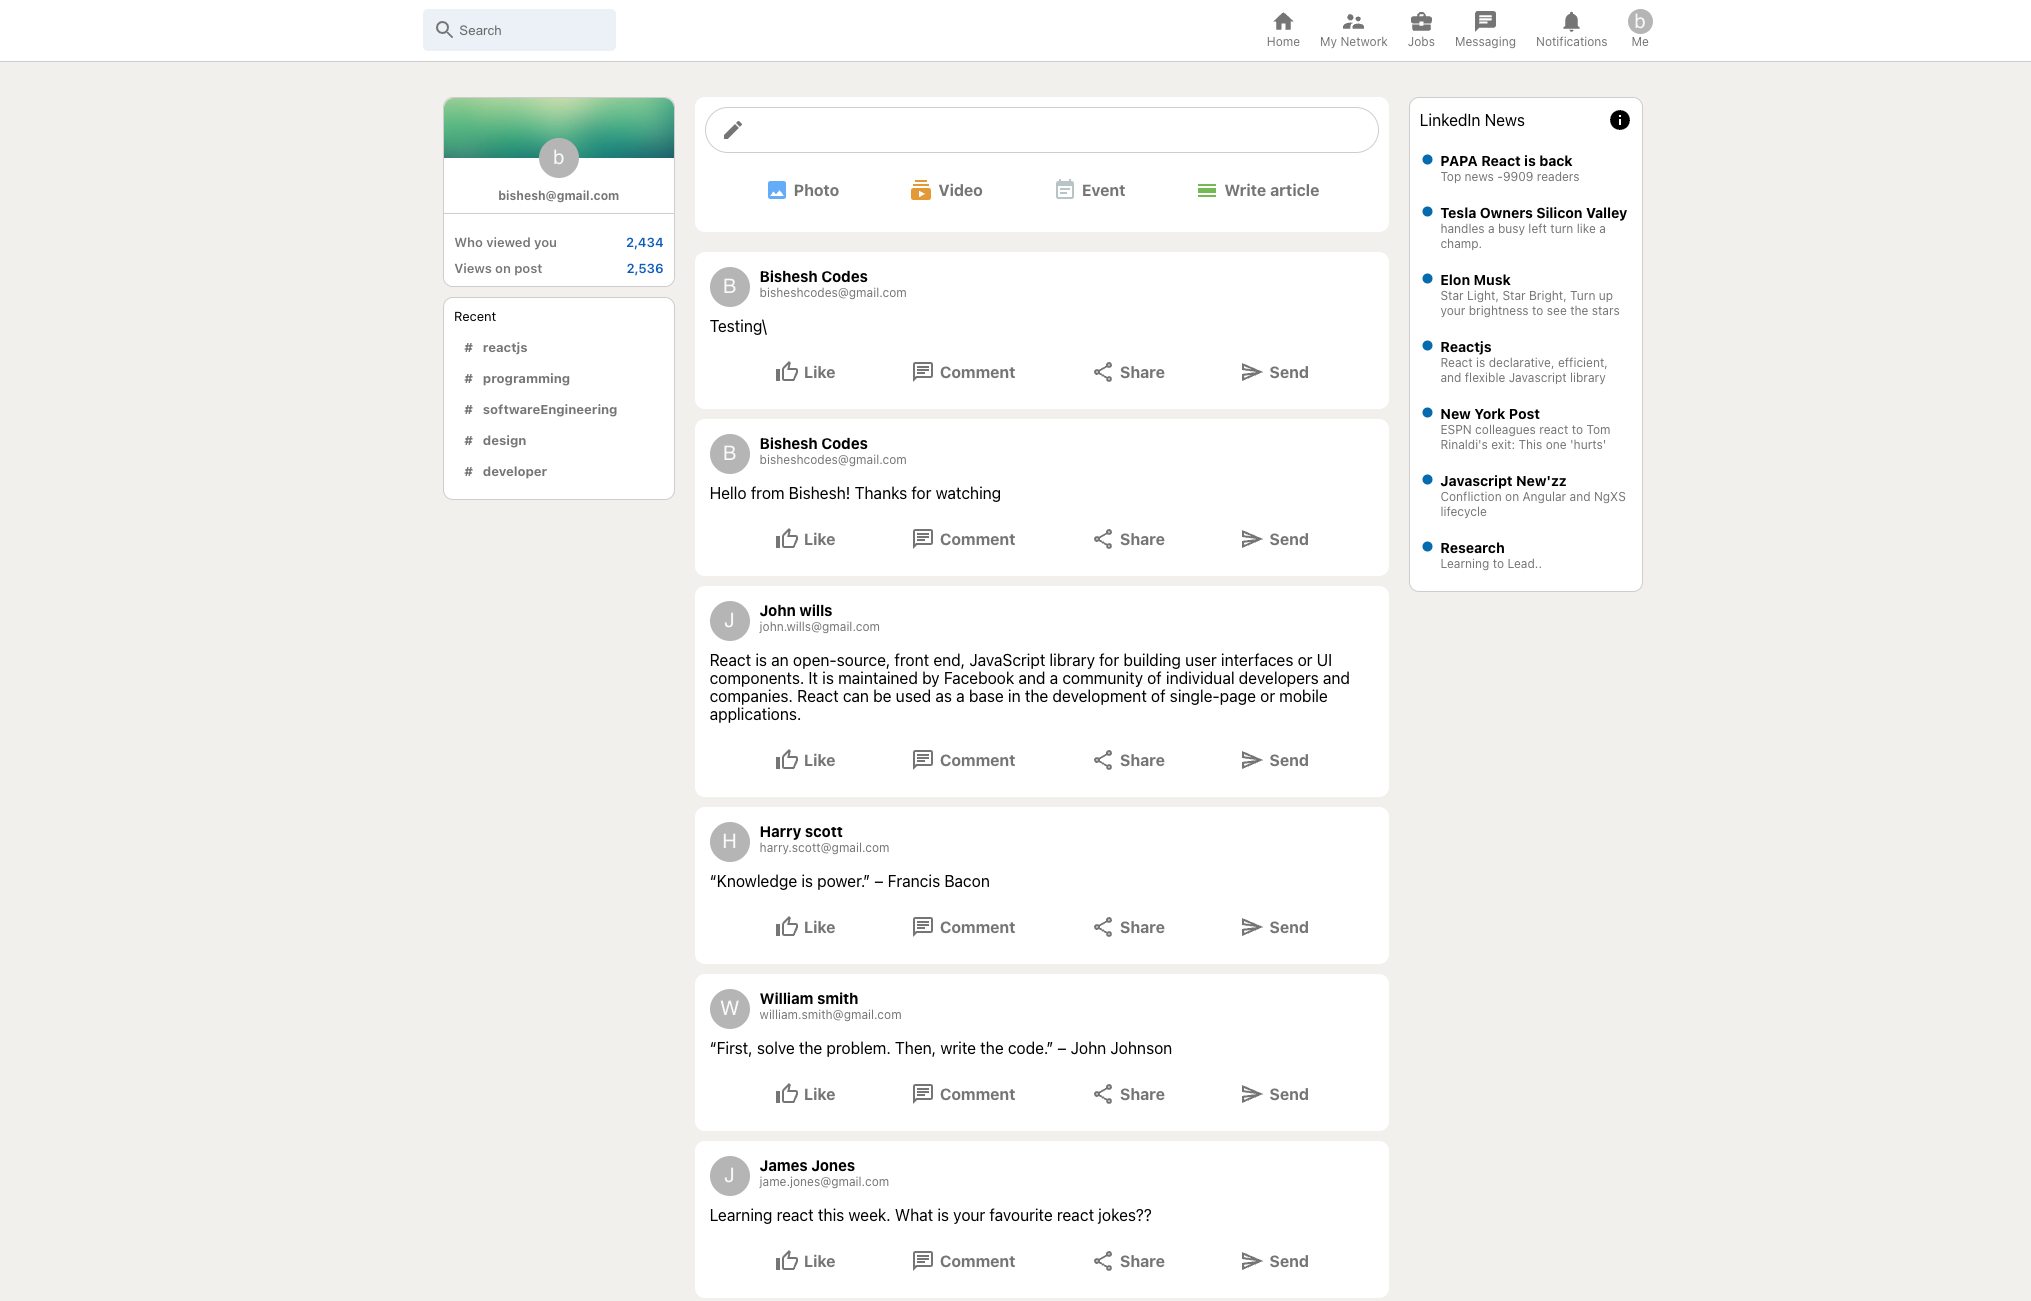 Search
Home
My Network
Jobs
Messaging
Notifications
b
Me
b
bishesh@gmail.com
Who viewed you 2,434
Views on post 2,536
Recent
# reactjs
# programming
# softwareEngineering
# design
# developer
Photo
Video
Event
Write article
B
Bishesh Codes
bisheshcodes@gmail.com
Testing\
Like
Comment
Share
Send
B
Bishesh Codes
bisheshcodes@gmail.com
Hello from Bishesh! Thanks for watching
Like
Comment
Share
Send
J
John wills
john.wills@gmail.com
React is an open-source, front end, JavaScript library for building user interfaces or UI
components. It is maintained by Facebook and a community of individual developers and
companies. React can be used as a base in the development of single-page or mobile
applications.
Like
Comment
Share
Send
H
Harry scott
harry.scott@gmail.com
“Knowledge is power.” – Francis Bacon
Like
Comment
Share
Send
W
William smith
william.smith@gmail.com
“First, solve the problem. Then, write the code.” – John Johnson
Like
Comment
Share
Send
J
James Jones
jame.jones@gmail.com
Learning react this week. What is your favourite react jokes??
Like
Comment
Share
Send
LinkedIn News
PAPA React is back
Top news -9909 readers
Tesla Owners Silicon Valley
handles a busy left turn like a
champ.
Elon Musk
Star Light, Star Bright, Turn up
your brightness to see the stars
Reactjs
React is declarative, efficient,
and flexible Javascript library
New York Post
ESPN colleagues react to Tom
Rinaldi's exit: This one 'hurts'
Javascript New'zz
Confliction on Angular and NgXS
lifecycle
Research
Learning to Lead..